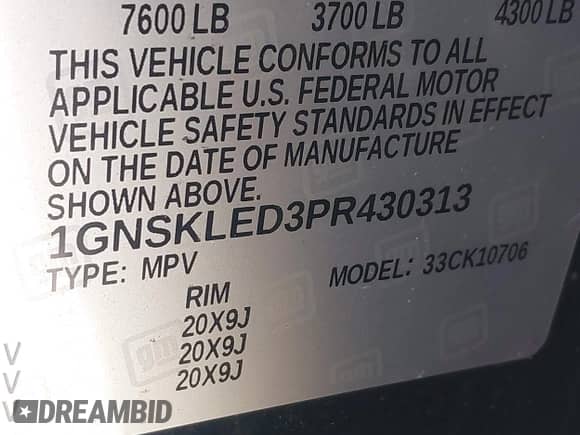 7600 LB 3700 LB 4300 LB
THIS VEHICLE CONFORMS TO ALL
APPLICABLE U.S. FEDERAL MOTOR
VEHICLE SAFETY STANDARDS IN EFFECT
ON THE DATE OF MANUFACTURE
SHOWN ABOVE.
1GNSKLED3PR430313
TYPE: MPV MODEL: 33CK10706
RIM
20X9J
20X9J
20X9J
V
V
V
gm
DREAMBID